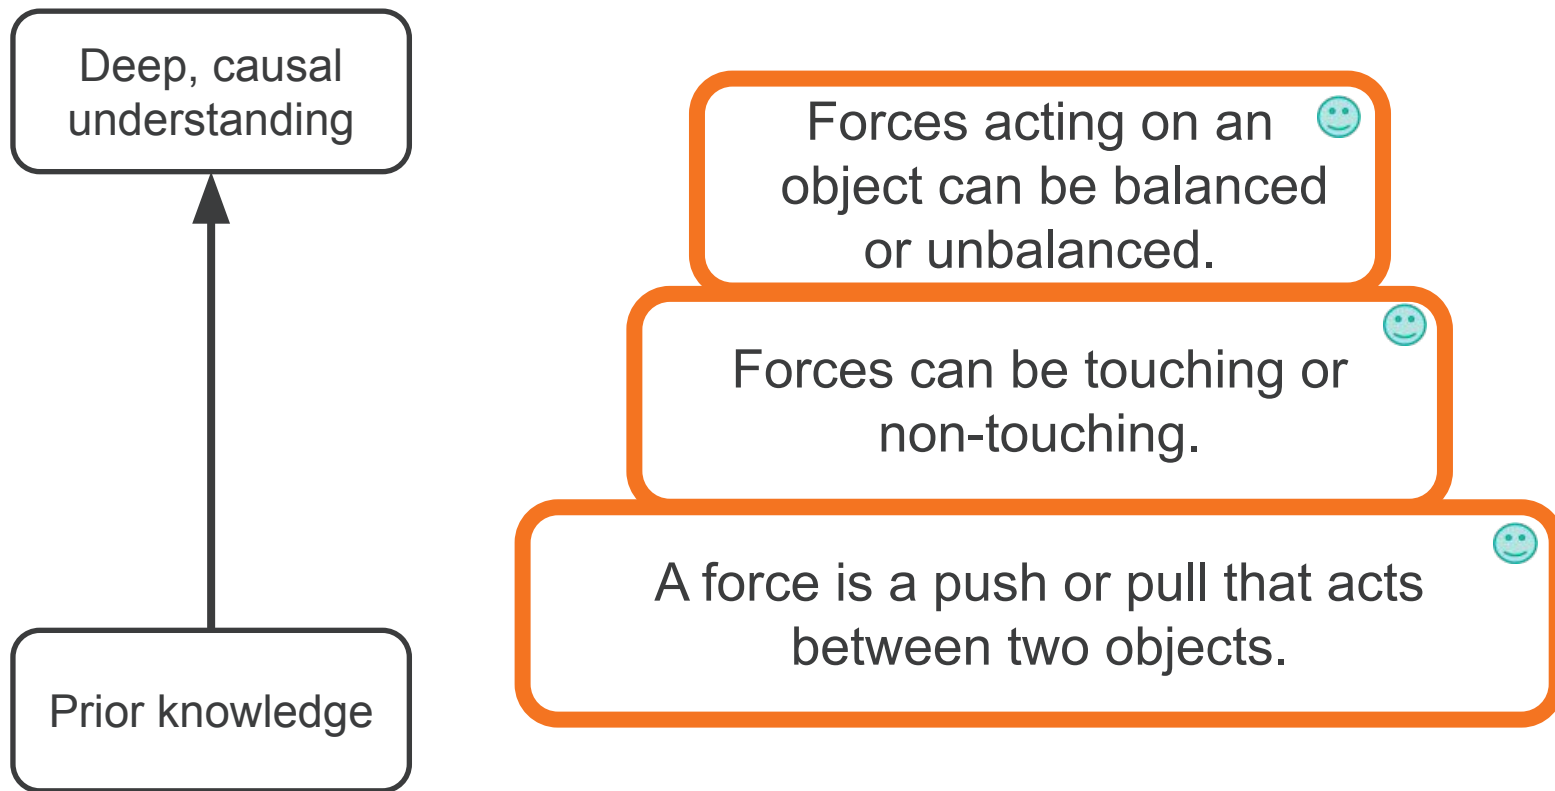 Deep, causal
understanding
Forces acting on an
object can be balanced
or unbalanced.
Forces can be touching or
non-touching.
A force is a push or pull that acts
between two objects.
Prior knowledge